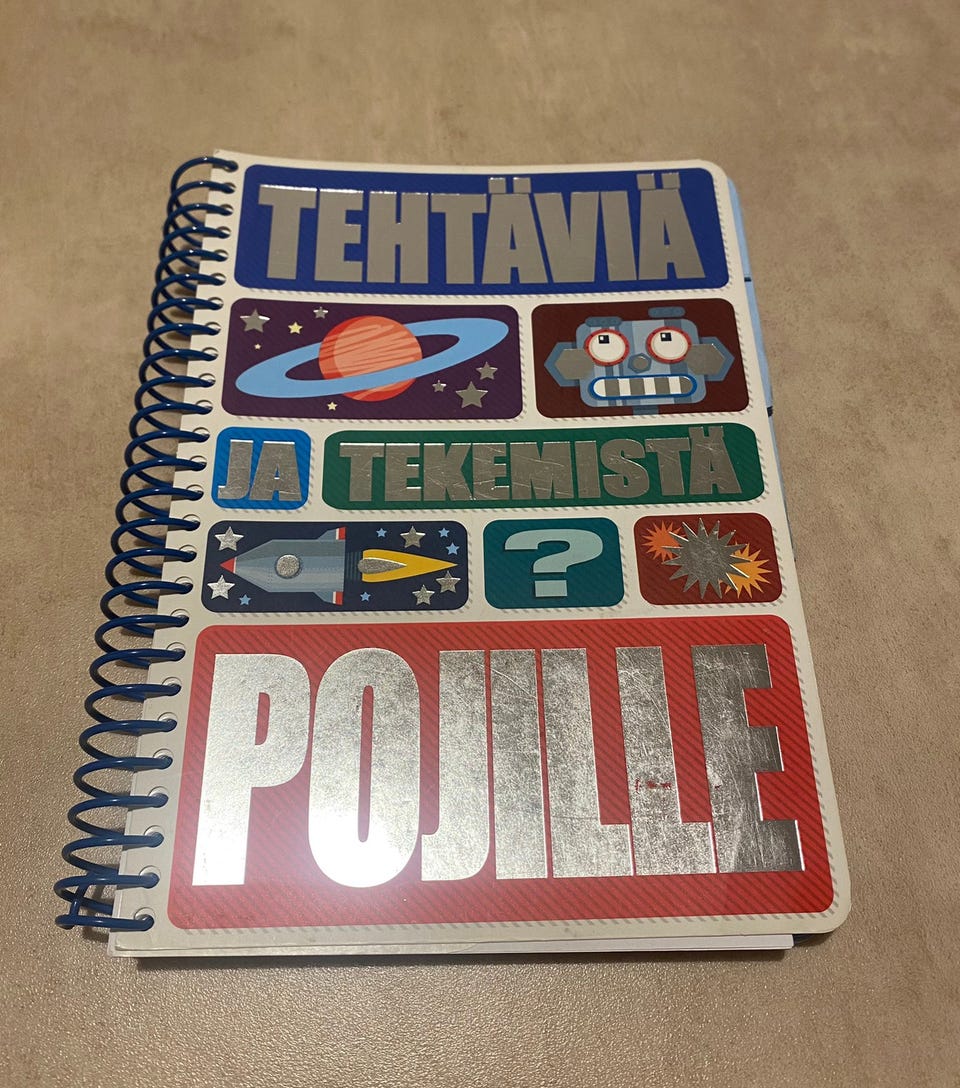 TEHTÄVIÄ
JA TEKEMISTÄ
?
POJILLE